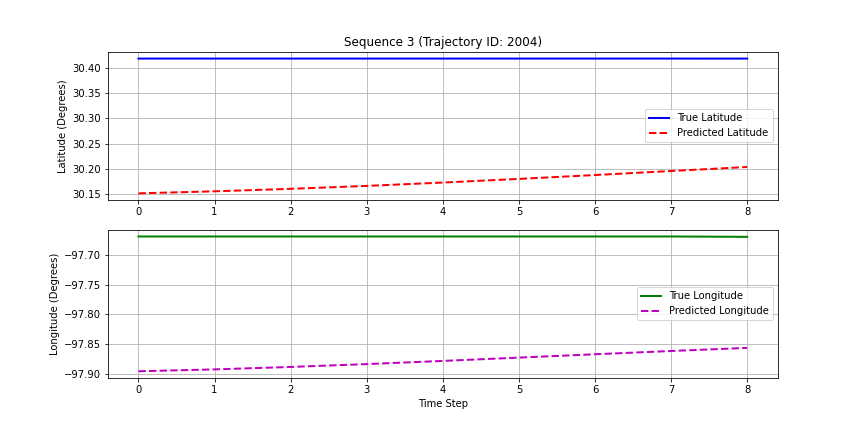 Sequence 3 (Trajectory ID: 2004)
Latitude (Degrees)
30.40
30.35
30.30
30.25
30.20
30.15
True Latitude
Predicted Latitude
0 1 2 3 4 5 6 7 8
Longitude (Degrees)
−97.70
−97.75
−97.80
−97.85
−97.90
True Longitude
Predicted Longitude
0 1 2 3 4 5 6 7 8
Time Step